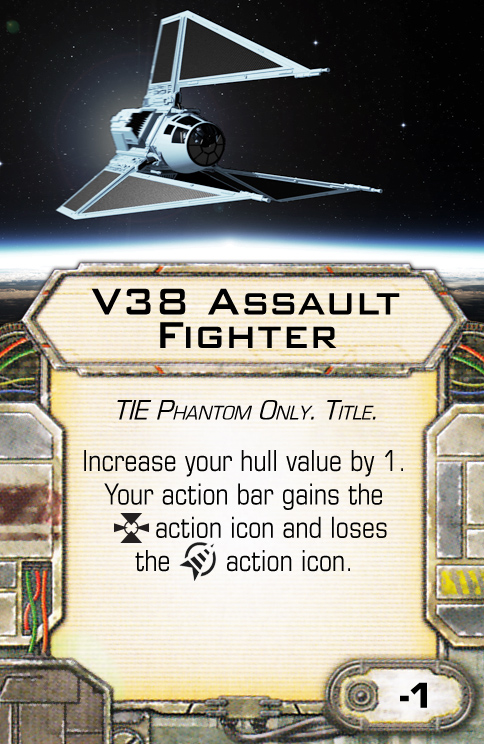 V38 Assault
Fighter
TIE Phantom Only. Title.
Increase your hull value by 1.
Your action bar gains the
action icon and loses
the action icon.
-1